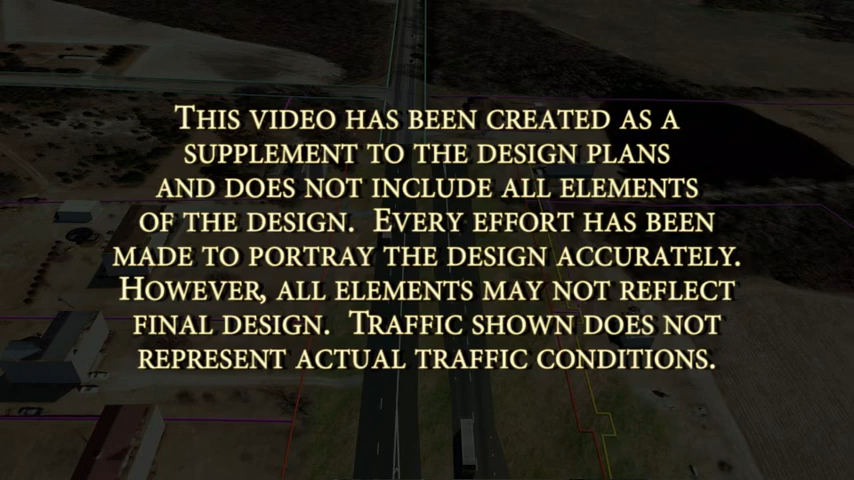 THIS VIDEO HAS BEEN CREATED AS A
SUPPLEMENT TO THE DESIGN PLANS
AND DOES NOT INCLUDE ALL ELEMENTS
OF THE DESIGN.  EVERY EFFORT HAS BEEN
MADE TO PORTRAY THE DESIGN ACCURATELY.
HOWEVER, ALL ELEMENTS MAY NOT REFLECT
FINAL DESIGN.  TRAFFIC SHOWN DOES NOT
REPRESENT ACTUAL TRAFFIC CONDITIONS.